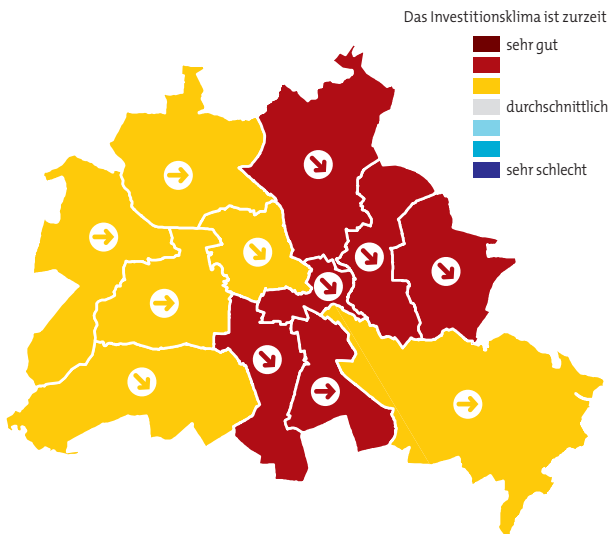 Das Investitionsklima ist zurzeit
sehr gut
durchschnittlich
sehr schlecht